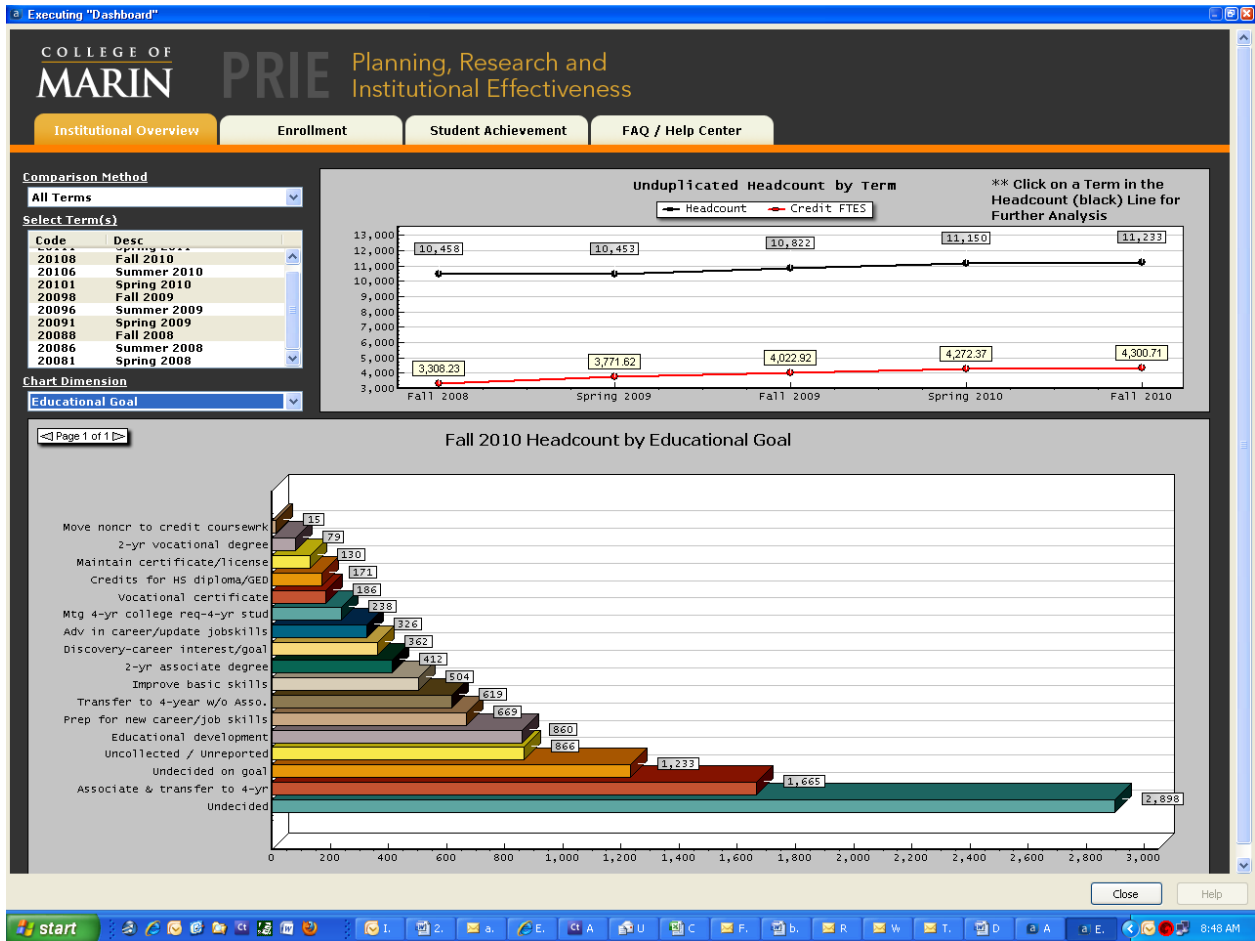 Executing "Dashboard"
COLLEGE OF
MARIN
PRIE
Planning, Research and
Institutional Effectiveness
Institutional Overview
Enrollment
Student Achievement
FAQ / Help Center
Comparison Method
All Terms
Select Term(s)
Code Desc
20111 Spring 2011
20108 Fall 2010
20106 Summer 2010
20101 Spring 2010
20098 Fall 2009
20096 Summer 2009
20091 Spring 2009
20088 Fall 2008
20086 Summer 2008
20081 Spring 2008
Chart Dimension
Educational Goal
Unduplicated Headcount by Term
Headcount Credit FTES
** Click on a Term in the
Headcount (black) Line for
Further Analysis
13,000
12,000
11,000
10,000
9,000
8,000
7,000
6,000
5,000
4,000
3,000
10,458 10,453 10,822 11,150 11,233
3,308.23 3,771.62 4,022.92 4,272.37 4,300.71
Fall 2008 Spring 2009 Fall 2009 Spring 2010 Fall 2010
Page 1 of 1
Fall 2010 Headcount by Educational Goal
Move noncr to credit coursewrk 15
2-yr vocational degree 79
Maintain certificate/license 130
Credits for HS diploma/GED 171
Vocational certificate 186
Mtg 4-yr college req-4-yr stud 238
Adv in career/update jobskills 326
Discovery-career interest/goal 362
2-yr associate degree 412
Improve basic skills 504
Transfer to 4-year w/o Asso. 619
Prep for new career/job skills 669
Educational development 860
Uncollected / Unreported 866
Undecided on goal 1,233
Associate & transfer to 4-yr 1,665
Undecided 2,898
0 200 400 600 800 1,000 1,200 1,400 1,600 1,800 2,000 2,200 2,400 2,600 2,800 3,000
Close Help
start I. 2. a. E. A U C F. b. R W T. D A E. 8:48 AM